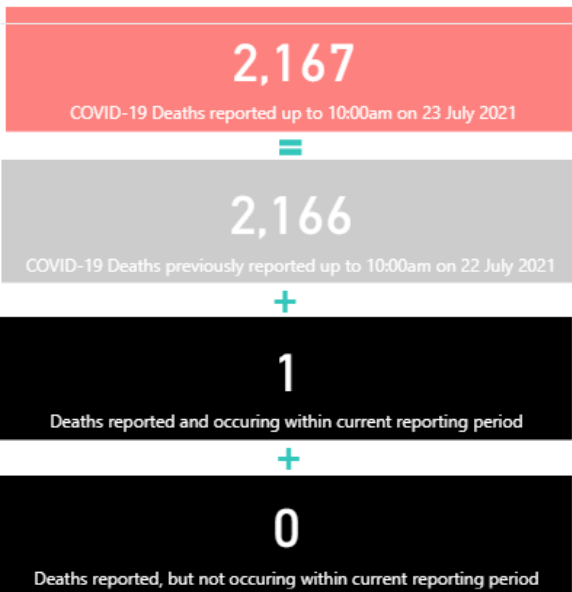 2,167
COVID-19 Deaths reported up to 10:00am on 23 July 2021
=
2,166
COVID-19 Deaths previously reported up to 10:00am on 22 July 2021
+
1
Deaths reported and occuring within current reporting period
+
0
Deaths reported, but not occuring within current reporting period